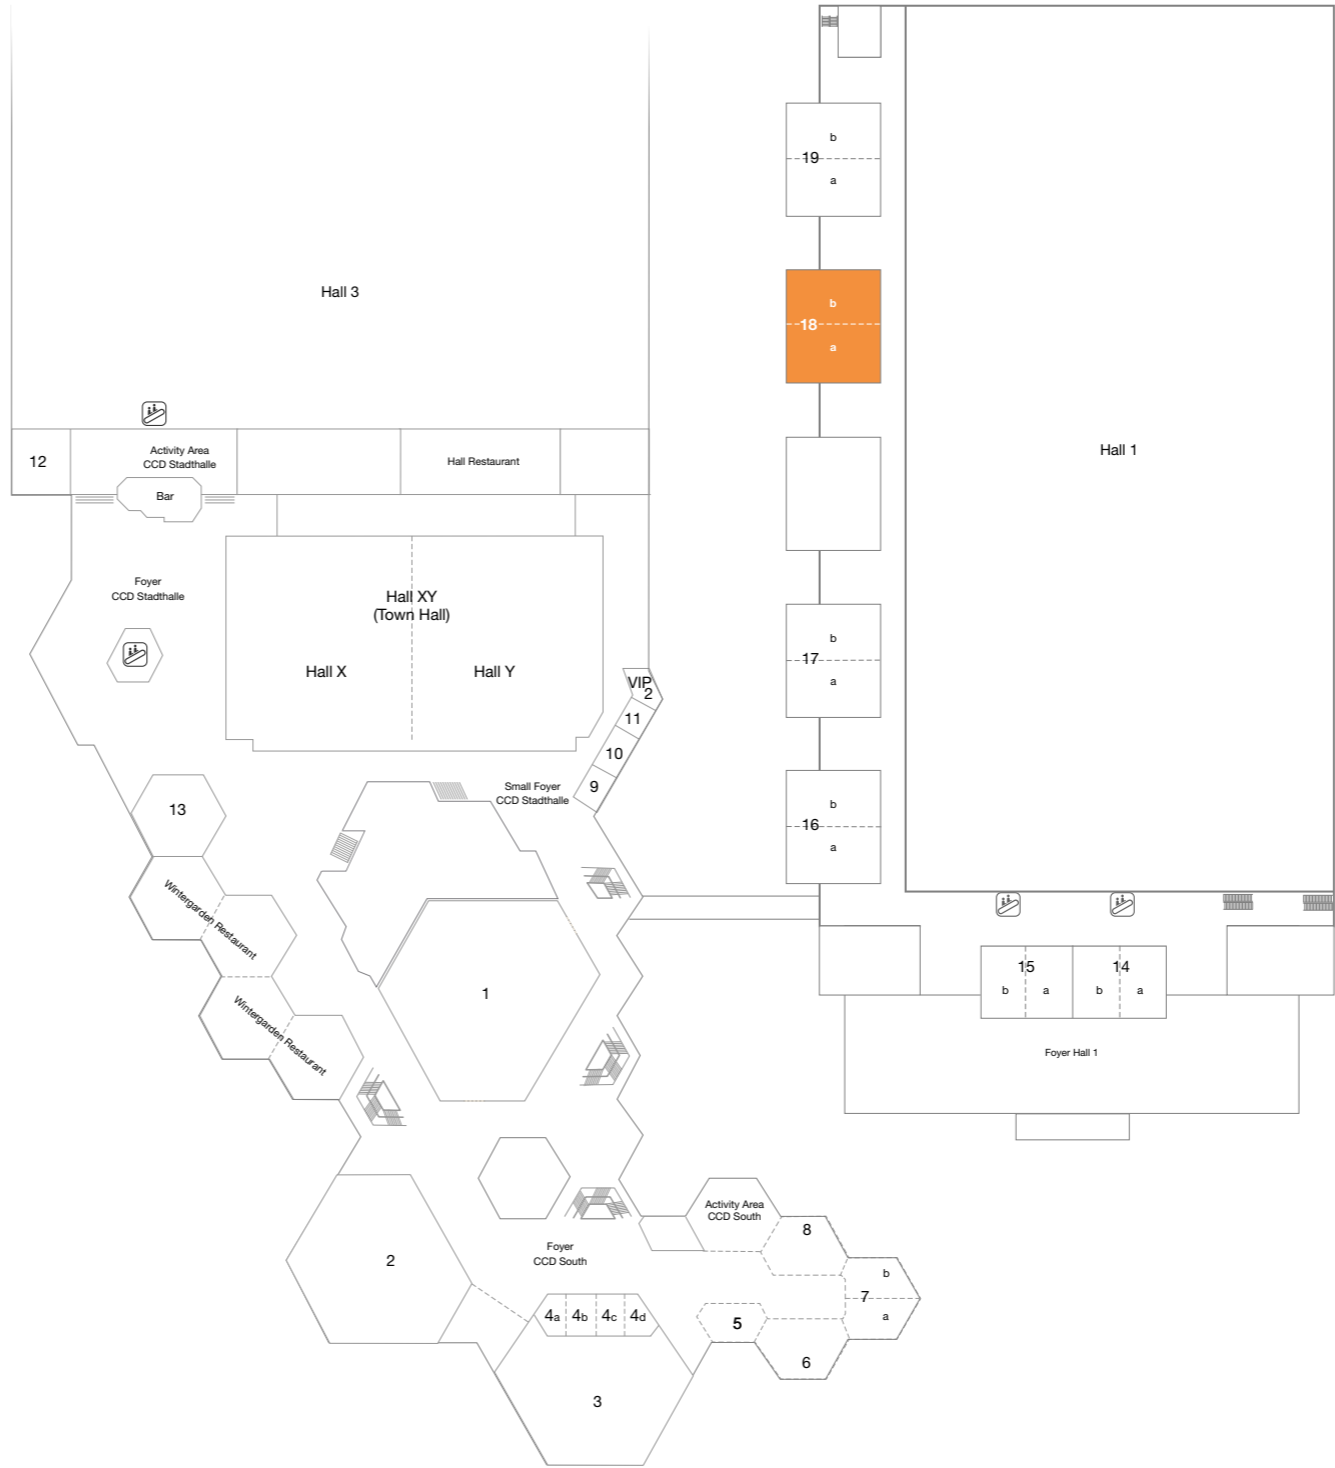 b
19
a
Hall 3
b
18
a
Hall 1
12
Activity Area
CCD Stadthalle
Hall Restaurant
Bar
Foyer
CCD Stadthalle
Hall XY
(Town Hall)
Hall X
Hall Y
b
17
a
VIP
2
11
10
9
Small Foyer
CCD Stadthalle
13
b
16
a
Wintergarden Restaurant
Wintergarden Restaurant
1
15
b
a
14
b
a
Foyer Hall 1
Activity Area
CCD South
8
2
Foyer
CCD South
b
7
a
4a
4b
4c
4d
5
6
3